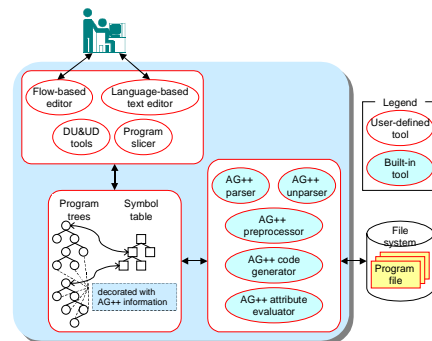 Flow-based
editor
Language-based
text editor
DU&UD
tools
Program
slicer
Legend
User-defined
tool
Built-in
tool
Program
trees
Symbol
table
decorated with
AG++ information
AG++
parser
AG++
unparser
AG++
preprocessor
AG++ code
generator
AG++ attribute
evaluator
File
system
Program
file